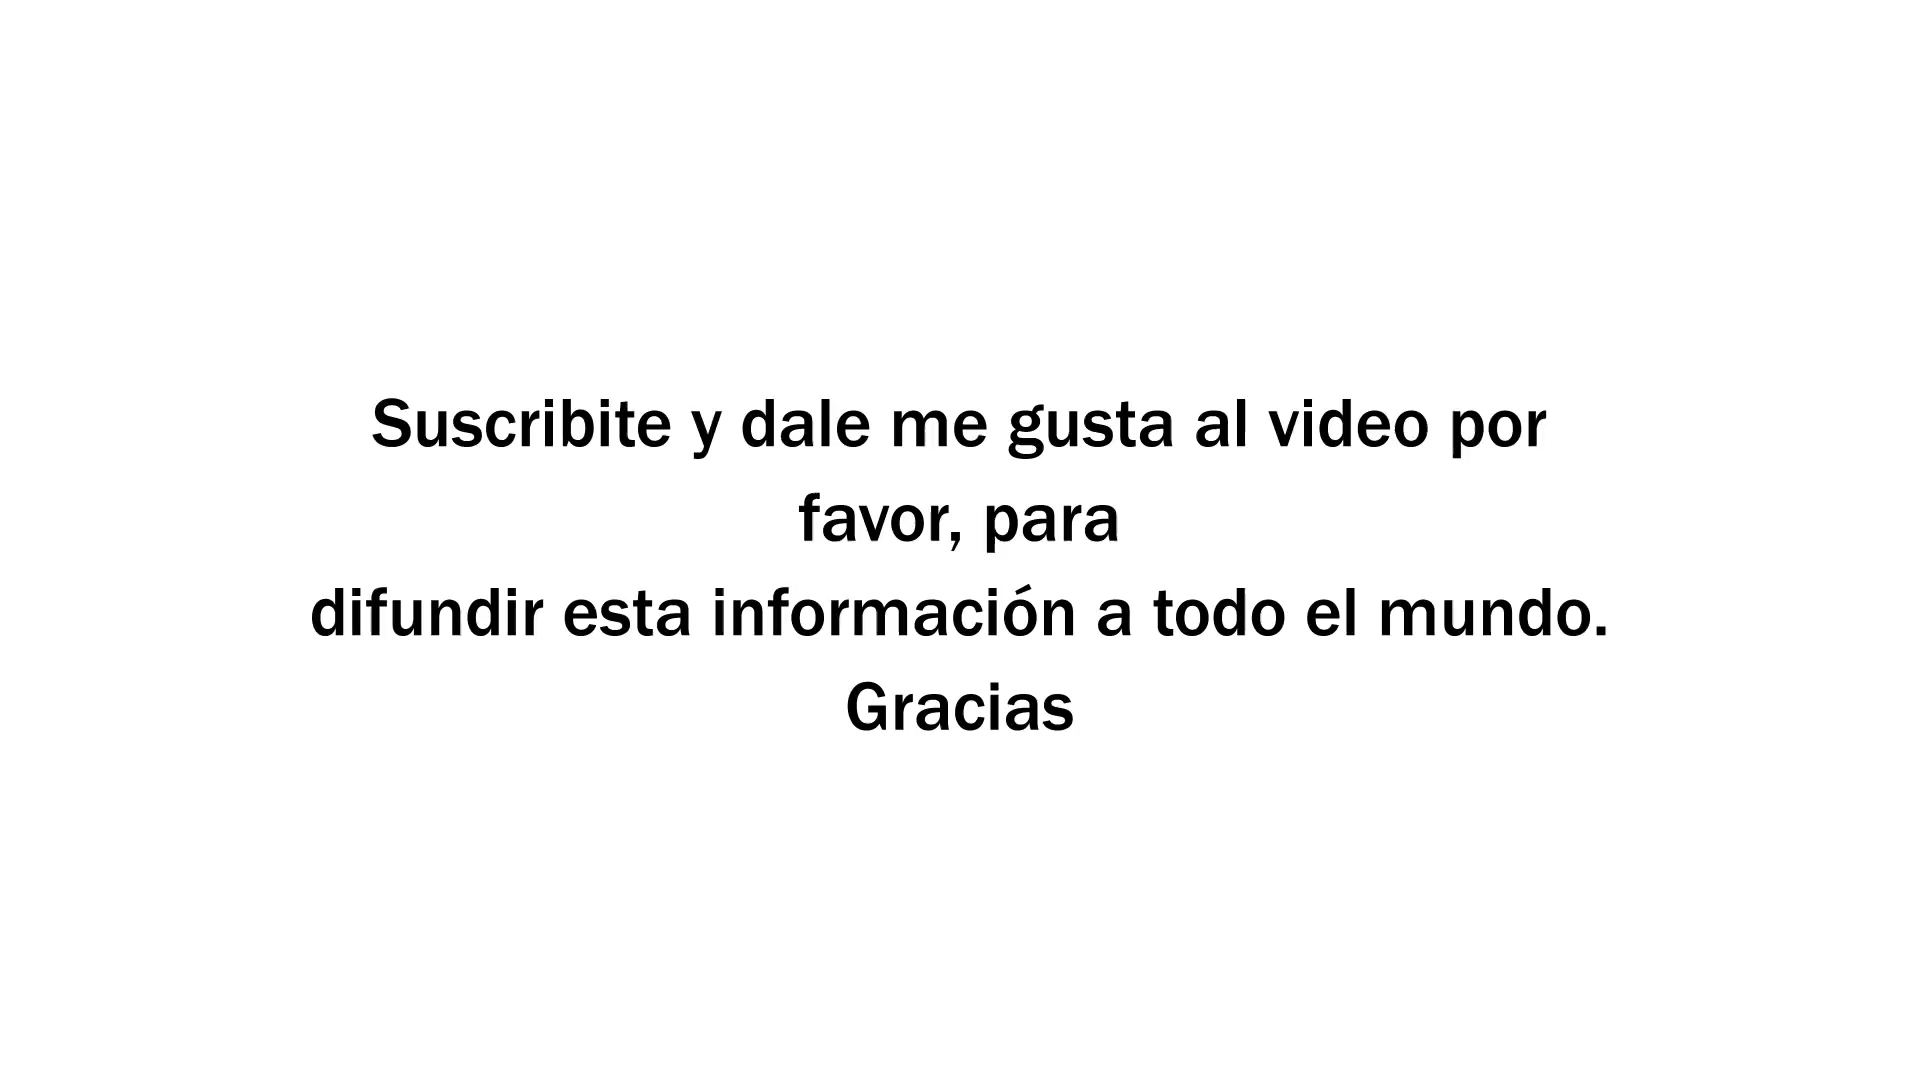 Suscribite y dale me gusta al video por
favor, para
difundir esta información a todo el mundo.
Gracias